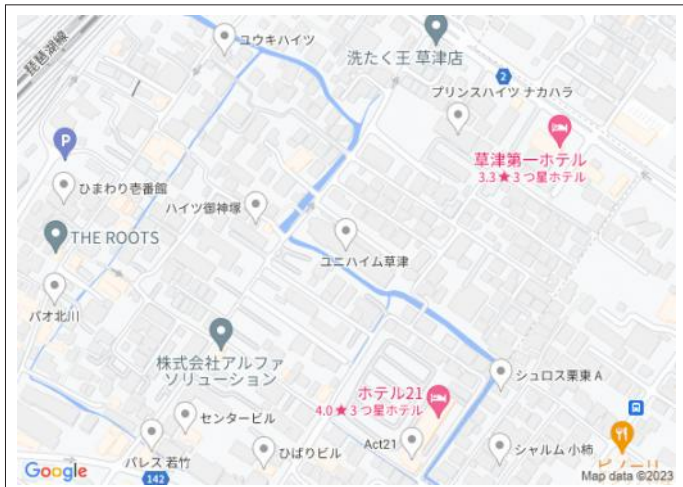 琵琶湖線
ユウキハイツ
洗たく王 草津店
2
プリンスハイツ ナカハラ
P
草津第一ホテル
3.3★3つ星ホテル
ひまわり壱番館
ハイツ御神塚
THE ROOTS
ユニハイム草津
パオ北川
株式会社アルファ
ソリューション
シュロス栗東 A
ホテル21
4.0★3つ星ホテル
センタービル
Act21
シャルム 小柿
パレス 若竹
ひばりビル
Google
142
Map data ©2023